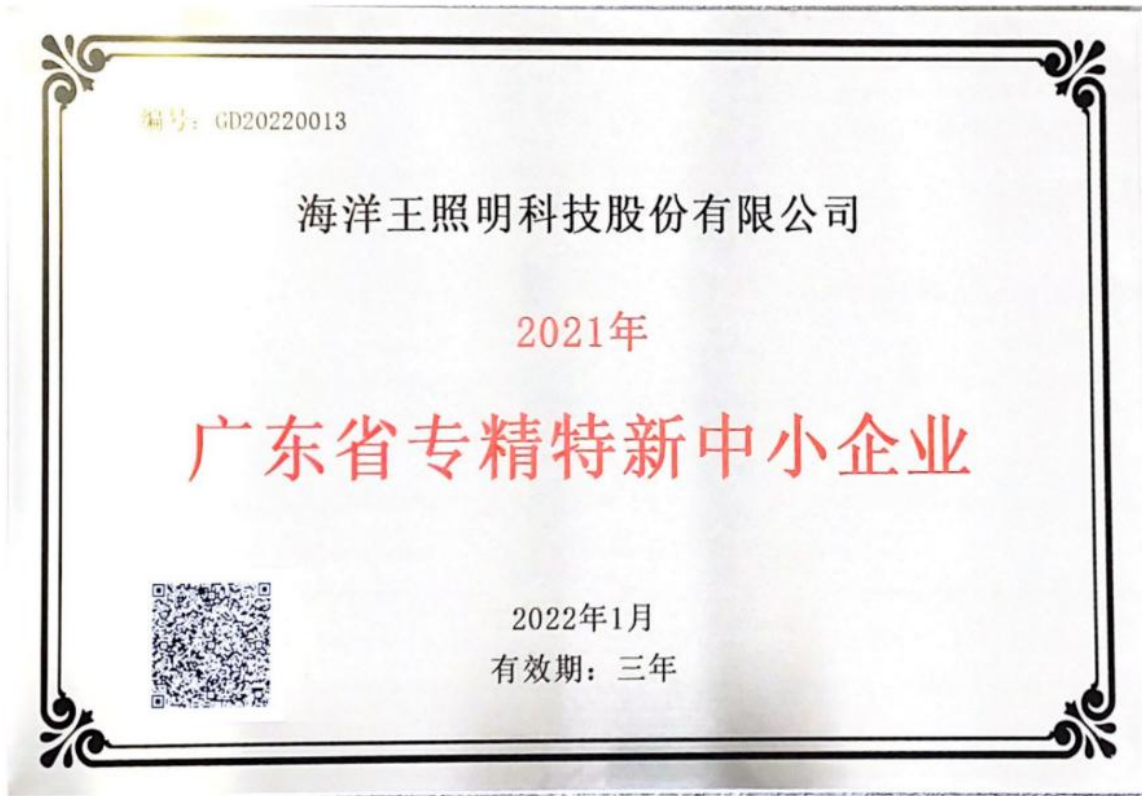 编号：GD20220013
海洋王照明科技股份有限公司
2021年
广东省专精特新中小企业
2022年1月
有效期：三年